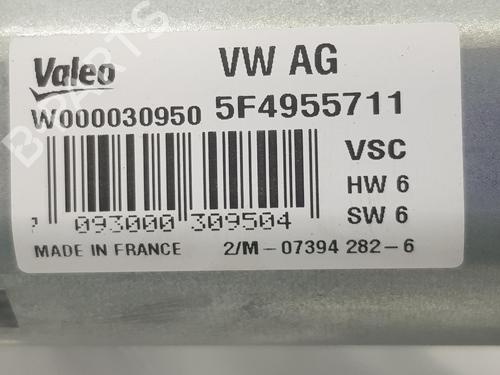 Valeo
VW AG
W000030950 5F4955711
VSC
HW 6
SW 6
093000 309504
MADE IN FRANCE 2/M-07394 282-6